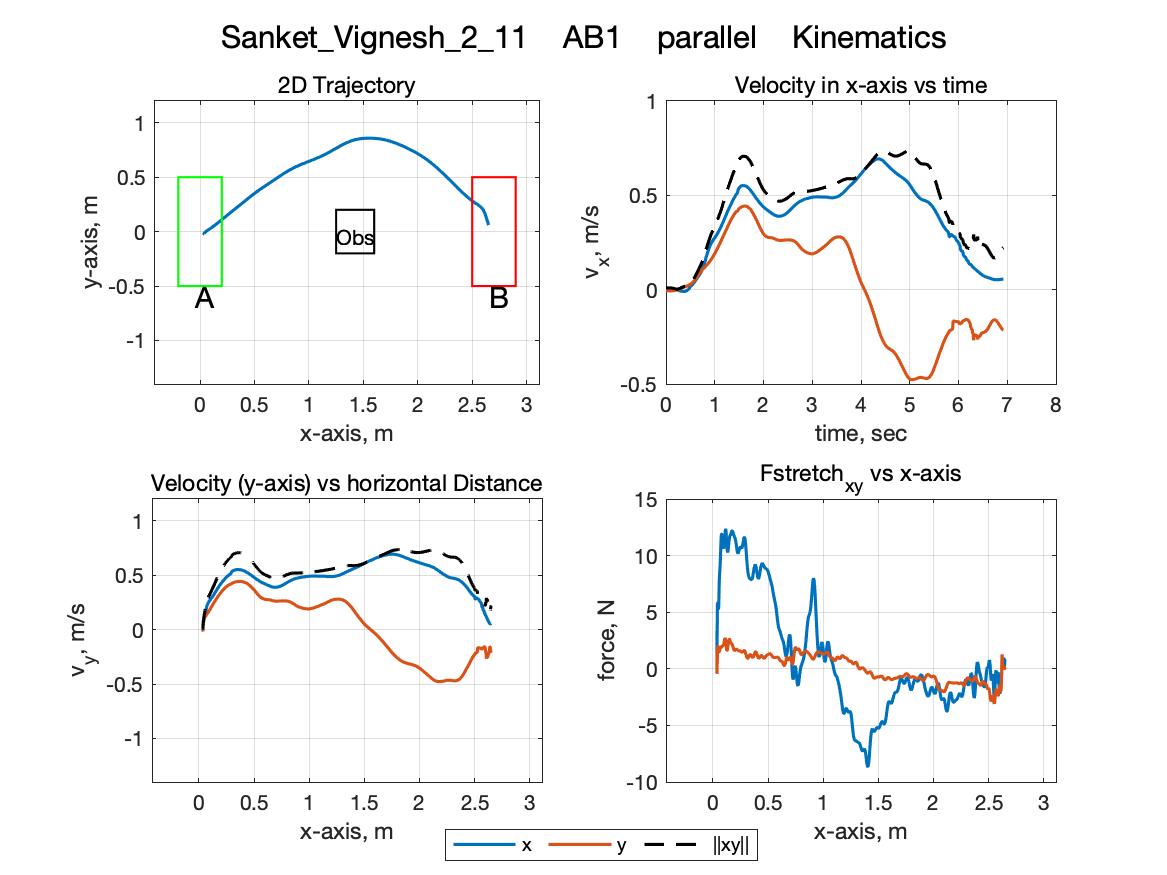 Sanket_Vignesh_2_11 AB1 parallel Kinematics
2D Trajectory
1
0.5
0
-0.5
-1
y-axis, m
Obs
A
B
0 0.5 1 1.5 2 2.5 3
x-axis, m
Velocity in x-axis vs time
1
0.5
0
-0.5
vx, m/s
0 1 2 3 4 5 6 7 8
time, sec
Velocity (y-axis) vs horizontal Distance
1
0.5
0
-0.5
-1
vy, m/s
0 0.5 1 1.5 2 2.5 3
x-axis, m
Fstretchxy vs x-axis
15
10
5
0
-5
-10
force, N
0 0.5 1 1.5 2 2.5 3
x-axis, m
x y ||xy||